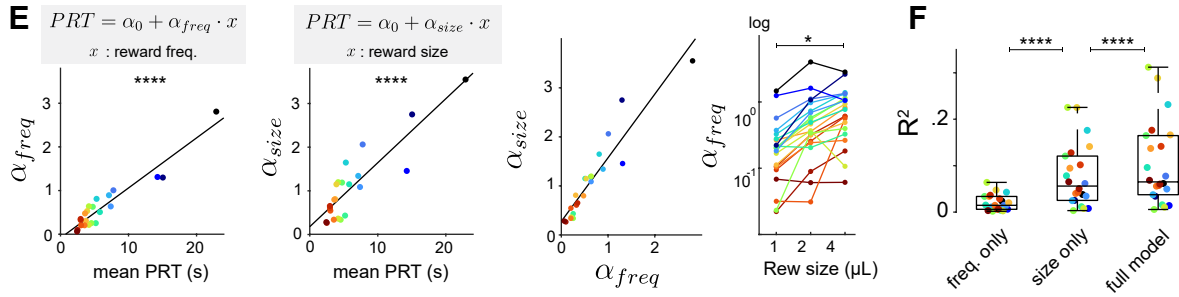 E
PRT = α0 + αfreq · x
x : reward freq.
****
αfreq
3
2
1
0
0
10
20
mean PRT (s)
PRT = α0 + αsize · x
x : reward size
****
αsize
3
2
1
0
0
10
20
mean PRT (s)
αsize
3
2
1
0
0
1
2
αfreq
log
*
αfreq
10^0
10^1
1 2 4
Rew size (µL)
F
**** ****
R²
.2
0
freq. only
size only
full model